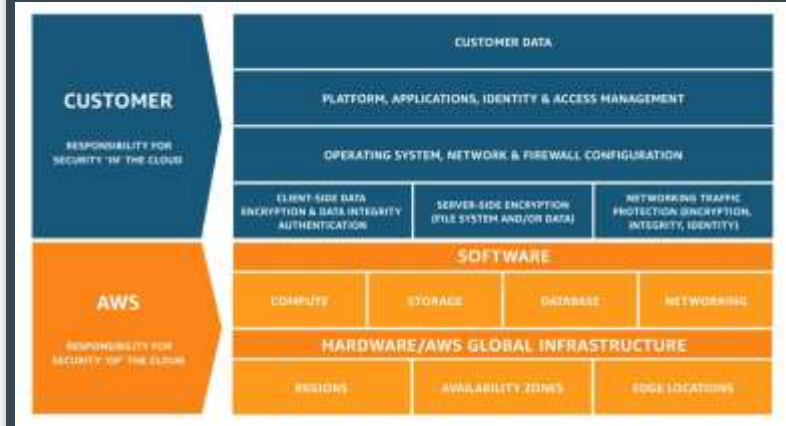 CUSTOMER
RESPONSIBILITY FOR
SECURITY 'IN' THE CLOUD
CUSTOMER DATA
PLATFORM, APPLICATIONS, IDENTITY & ACCESS MANAGEMENT
OPERATING SYSTEM, NETWORK & FIREWALL CONFIGURATION
CLIENT-SIDE DATA
ENCRYPTION & DATA INTEGRITY
AUTHENTICATION
SERVER-SIDE ENCRYPTION
(FILE SYSTEM AND/OR DATA)
NETWORKING TRAFFIC
PROTECTION (ENCRYPTION,
INTEGRITY, IDENTITY)
AWS
RESPONSIBILITY FOR
SECURITY 'OF' THE CLOUD
SOFTWARE
COMPUTE
STORAGE
DATABASE
NETWORKING
HARDWARE/AWS GLOBAL INFRASTRUCTURE
REGIONS
AVAILABILITY ZONES
EDGE LOCATIONS